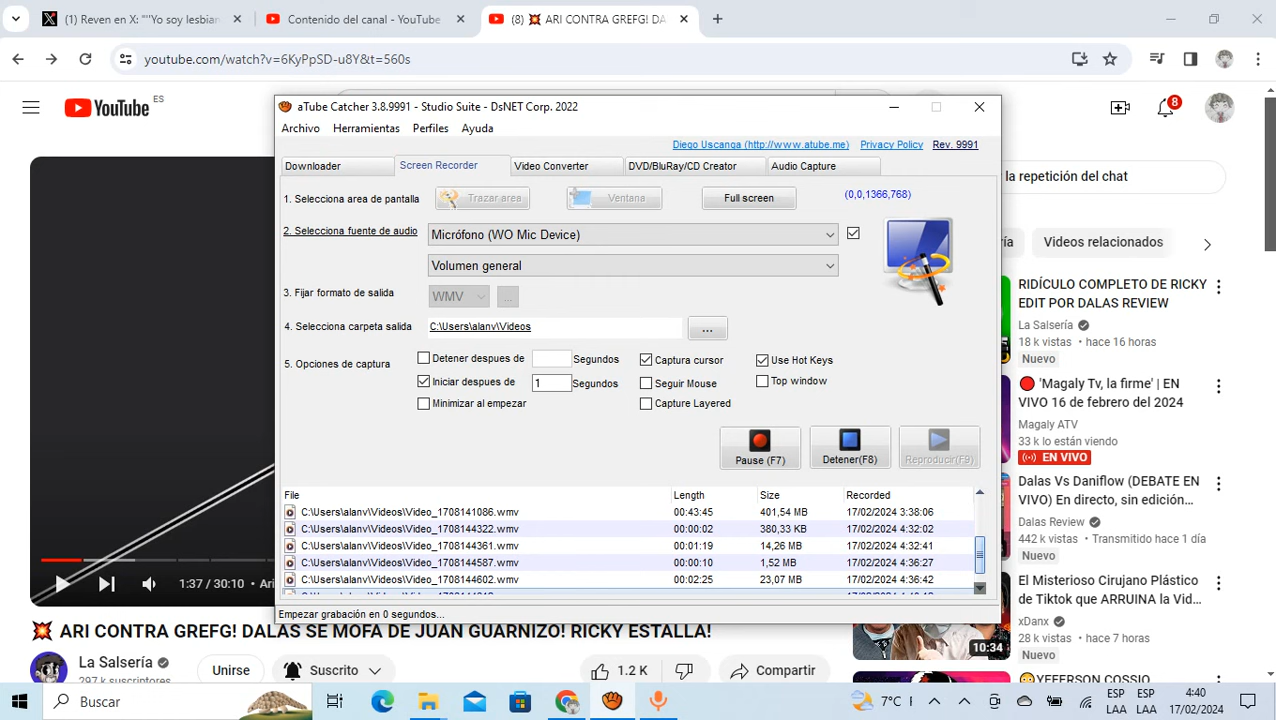 (8) 💥 ARI CONTRA GREFG! DA
Contenido del canal - YouTube
Reven en X: ""Yo soy lesbian
youtube.com/watch?v=6KyPpSD-u8Y&t=560s
YouTube ES
8
aTube Catcher 3.8.9991 - Studio Suite - DsNET Corp. 2022
Archivo Herramientas Perfiles Ayuda
Diego Uscanga (http://www.atube.me) Privacy Policy Rev. 9991
Downloader Screen Recorder Video Converter DVD/BluRay/CD Creator Audio Capture
la repetición del chat
1. Selecciona area de pantalla Trazar area Ventana Full screen (0,0,1366,768)
2. Selecciona fuente de audio Micrófono (WO Mic Device)
Volumen general
3. Fijar formato de salida WMV ...
4. Selecciona carpeta salida C:\Users\alanv\Videos ...
5. Opciones de captura
Detener despues de Segundos Captura cursor Use Hot Keys
Iniciar despues de 1 Segundos Seguir Mouse Top window
Minimizar al empezar Capture Layered
Pause (F7) Detener(F8) Reproducir(F9)
File Length Size Recorded
C:\Users\alanv\Videos\Video_1708141086.wmv 00:43:45 401,54 MB 17/02/2024 3:38:06
C:\Users\alanv\Videos\Video_1708144322.wmv 00:00:02 380,33 KB 17/02/2024 4:32:02
C:\Users\alanv\Videos\Video_1708144361.wmv 00:01:19 14,26 MB 17/02/2024 4:32:41
C:\Users\alanv\Videos\Video_1708144587.wmv 00:00:10 1,52 MB 17/02/2024 4:36:27
C:\Users\alanv\Videos\Video_1708144602.wmv 00:02:25 23,07 MB 17/02/2024 4:36:42
Empezar grabación en 0 segundos...
ía Videos relacionados
RIDÍCULO COMPLETO DE RICKY
EDIT POR DALAS REVIEW
La Salsería
18 k vistas • hace 16 horas
Nuevo
🔴 'Magaly Tv, la firme' | EN
VIVO 16 de febrero del 2024
Magaly ATV
33 k lo están viendo
EN VIVO
Dalas Vs Daniflow (DEBATE EN
VIVO) En directo, sin edición...
Dalas Review
442 k vistas • Transmitido hace 1 día
Nuevo
El Misterioso Cirujano Plástico
de Tiktok que ARRUINA la Vid...
xDanx
28 k vistas • hace 7 horas
Nuevo
10:34
😳YEFERSON COSSIO
1:37 / 30:10 • Ari
💥 ARI CONTRA GREFG! DALAS SE MOFA DE JUAN GUARNIZO! RICKY ESTALLA!
La Salsería
297 k suscriptores
Unirse Suscrito 1.2 K Compartir
Buscar
7°C
ESP
LAA
ESP
LAA
4:40
17/02/2024